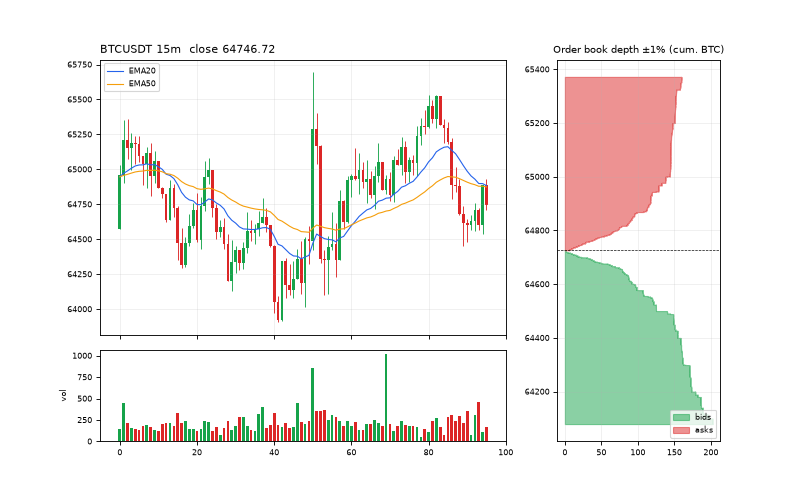 BTCUSDT 15m  close 64746.72
EMA20
EMA50
65750
65500
65250
65000
64750
64500
64250
64000
vol
1000
750
500
250
0
0 20 40 60 80 100
Order book depth ±1% (cum. BTC)
65400
65200
65000
64800
64600
64400
64200
bids
asks
0 50 100 150 200